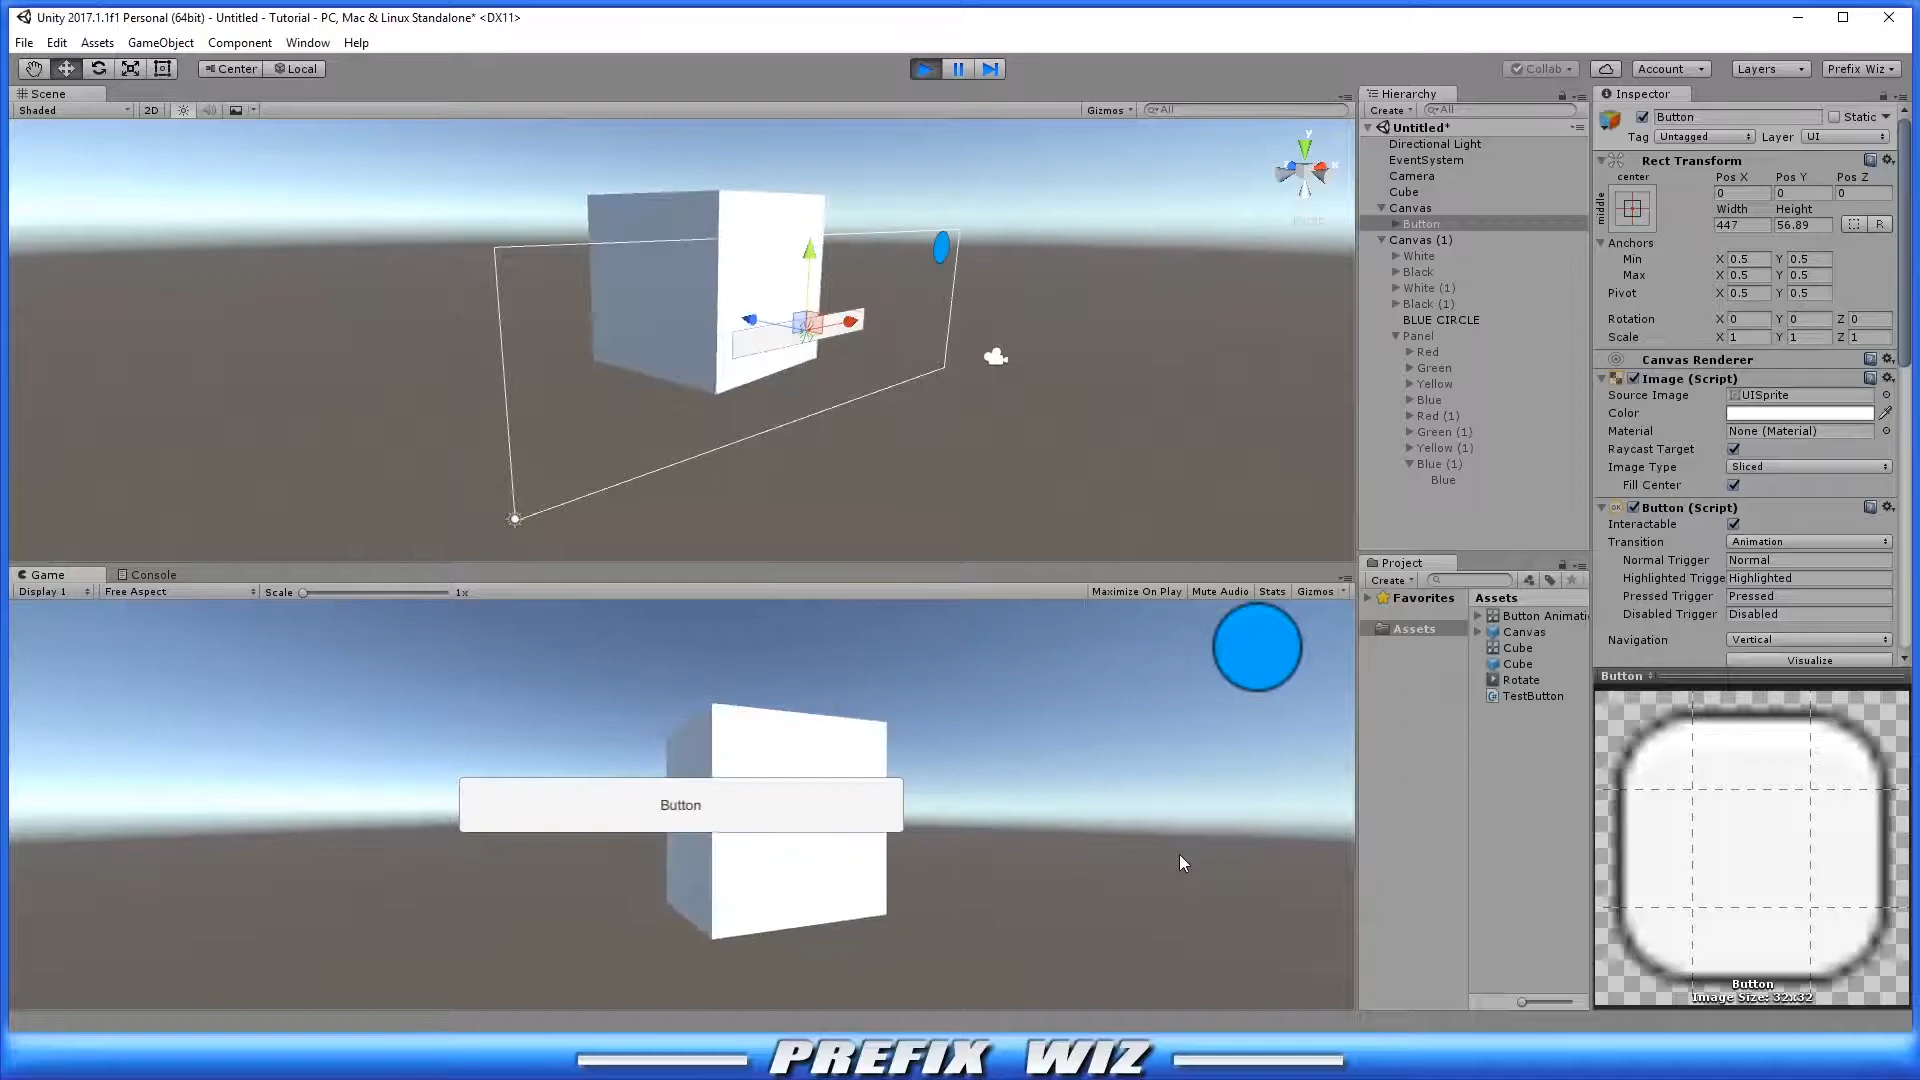 Unity 2017.1.1f1 Personal (64bit) - Untitled - Tutorial - PC, Mac & Linux Standalone* <DX11>
File Edit Assets GameObject Component Window Help
Center Local
Collab Account Layers Prefix Wiz
Scene
Shaded 2D Gizmos All
y
x
Game Console
Display 1 Free Aspect Scale 1x Maximize On Play Mute Audio Stats Gizmos
Button
Hierarchy
Create All
Untitled*
Directional Light
EventSystem
Camera
Cube
Canvas
Button
Canvas (1)
White
Black
White (1)
Black (1)
BLUE CIRCLE
Panel
Red
Green
Yellow
Blue
Red (1)
Green (1)
Yellow (1)
Blue (1)
Blue
Project
Create
Favorites
Assets
Assets
Button Animati
Canvas
Cube
Cube
Rotate
TestButton
Inspector
Button Static
Tag Untagged Layer UI
Rect Transform
center
middle
Pos X Pos Y Pos Z
0 0 0
Width Height
447 56.89 R
Anchors
Min X 0.5 Y 0.5
Max X 0.5 Y 0.5
Pivot X 0.5 Y 0.5
Rotation X 0 Y 0 Z 0
Scale X 1 Y 1 Z 1
Canvas Renderer
Image (Script)
Source Image UISprite
Color
Material None (Material)
Raycast Target
Image Type Sliced
Fill Center
OK Button (Script)
Interactable
Transition Animation
Normal Trigger Normal
Highlighted Trigge Highlighted
Pressed Trigger Pressed
Disabled Trigger Disabled
Navigation Vertical
Visualize
Button
Button
Image Size: 32x32
PREFIX WIZ